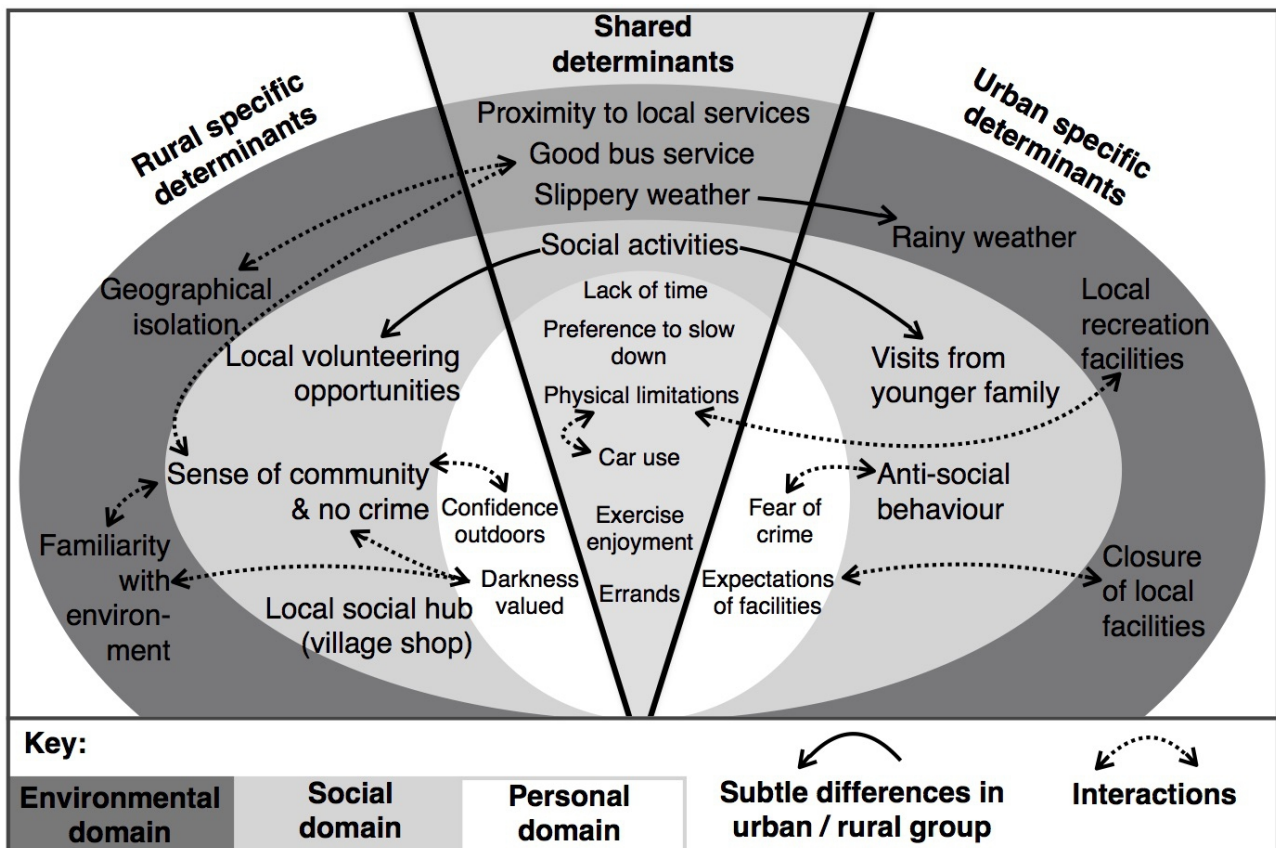 Shared
determinants
Rural specific
determinants
Urban specific
determinants
Proximity to local services
Good bus service
Slippery weather
Rainy weather
Social activities
Geographical
isolation
Lack of time
Local
recreation
facilities
Preference to slow
down
Local volunteering
opportunities
Visits from
younger family
Physical limitations
Car use
Sense of community
& no crime
Confidence
outdoors
Exercise
enjoyment
Fear of
crime
Anti-social
behaviour
Familiarity
with
environ-
ment
Darkness
valued
Errands
Expectations
of facilities
Closure
of local
facilities
Local social hub
(village shop)
Key:
Environmental
domain
Social
domain
Personal
domain
Subtle differences in
urban / rural group
Interactions